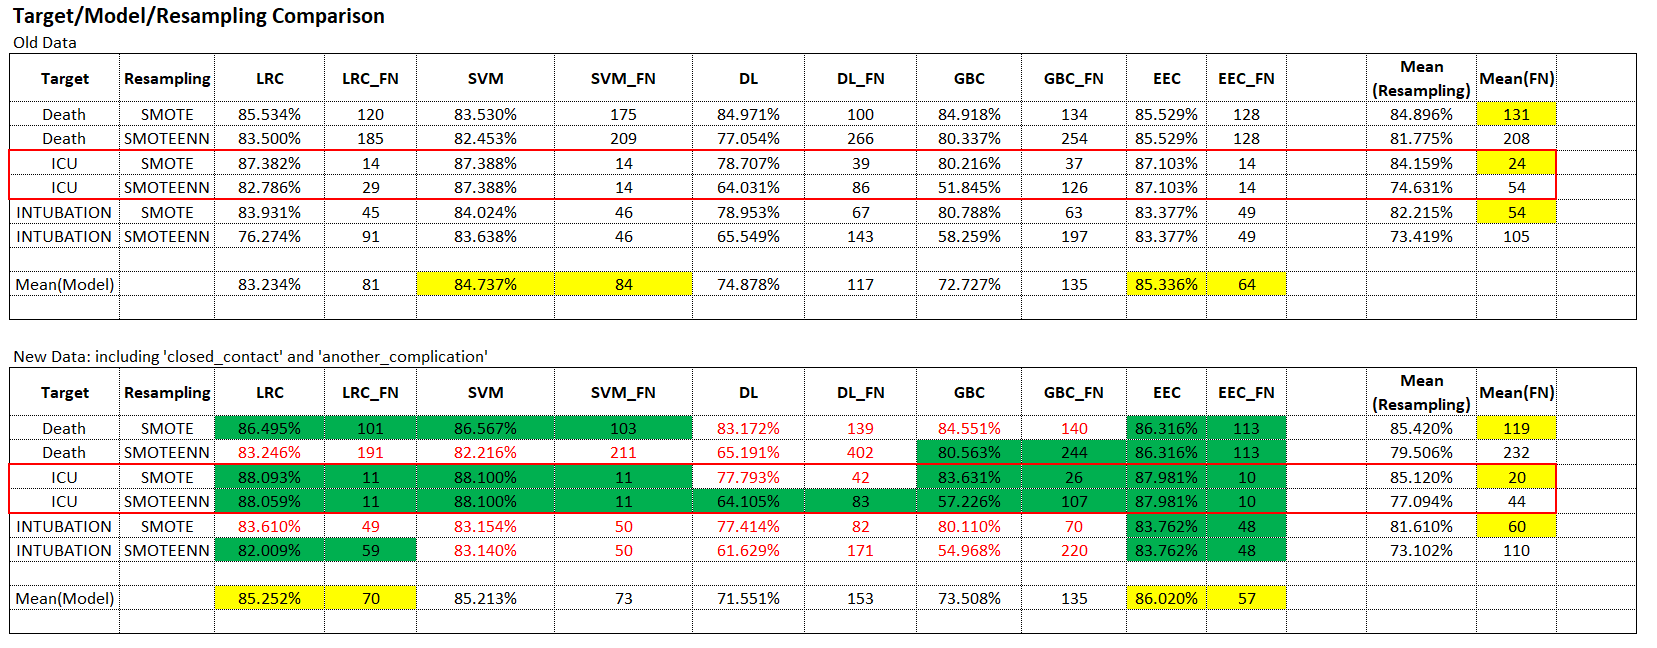 Target/Model/Resampling Comparison
Old Data
Target Resampling LRC LRC_FN SVM SVM_FN DL DL_FN GBC GBC_FN EEC EEC_FN Mean (Resampling) Mean(FN)
Death SMOTE 85.534% 120 83.530% 175 84.971% 100 84.918% 134 85.529% 128 84.896% 131
Death SMOTEENN 83.500% 185 82.453% 209 77.054% 266 80.337% 254 85.529% 128 81.775% 208
ICU SMOTE 87.382% 14 87.388% 14 78.707% 39 80.216% 37 87.103% 14 84.159% 24
ICU SMOTEENN 82.786% 29 87.388% 14 64.031% 86 51.845% 126 87.103% 14 74.631% 54
INTUBATION SMOTE 83.931% 45 84.024% 46 78.953% 67 80.788% 63 83.377% 49 82.215% 54
INTUBATION SMOTEENN 76.274% 91 83.638% 46 65.549% 143 58.259% 197 83.377% 49 73.419% 105
Mean(Model) 83.234% 81 84.737% 84 74.878% 117 72.727% 135 85.336% 64
New Data: including 'closed_contact' and 'another_complication'
Target Resampling LRC LRC_FN SVM SVM_FN DL DL_FN GBC GBC_FN EEC EEC_FN Mean (Resampling) Mean(FN)
Death SMOTE 86.495% 101 86.567% 103 83.172% 139 84.551% 140 86.316% 113 85.420% 119
Death SMOTEENN 83.246% 191 82.216% 211 65.191% 402 80.563% 244 86.316% 113 79.506% 232
ICU SMOTE 88.093% 11 88.100% 11 77.793% 42 83.631% 26 87.981% 10 85.120% 20
ICU SMOTEENN 88.059% 11 88.100% 11 64.105% 83 57.226% 107 87.981% 10 77.094% 44
INTUBATION SMOTE 83.610% 49 83.154% 50 77.414% 82 80.110% 70 83.762% 48 81.610% 60
INTUBATION SMOTEENN 82.009% 59 83.140% 50 61.629% 171 54.968% 220 83.762% 48 73.102% 110
Mean(Model) 85.252% 70 85.213% 73 71.551% 153 73.508% 135 86.020% 57